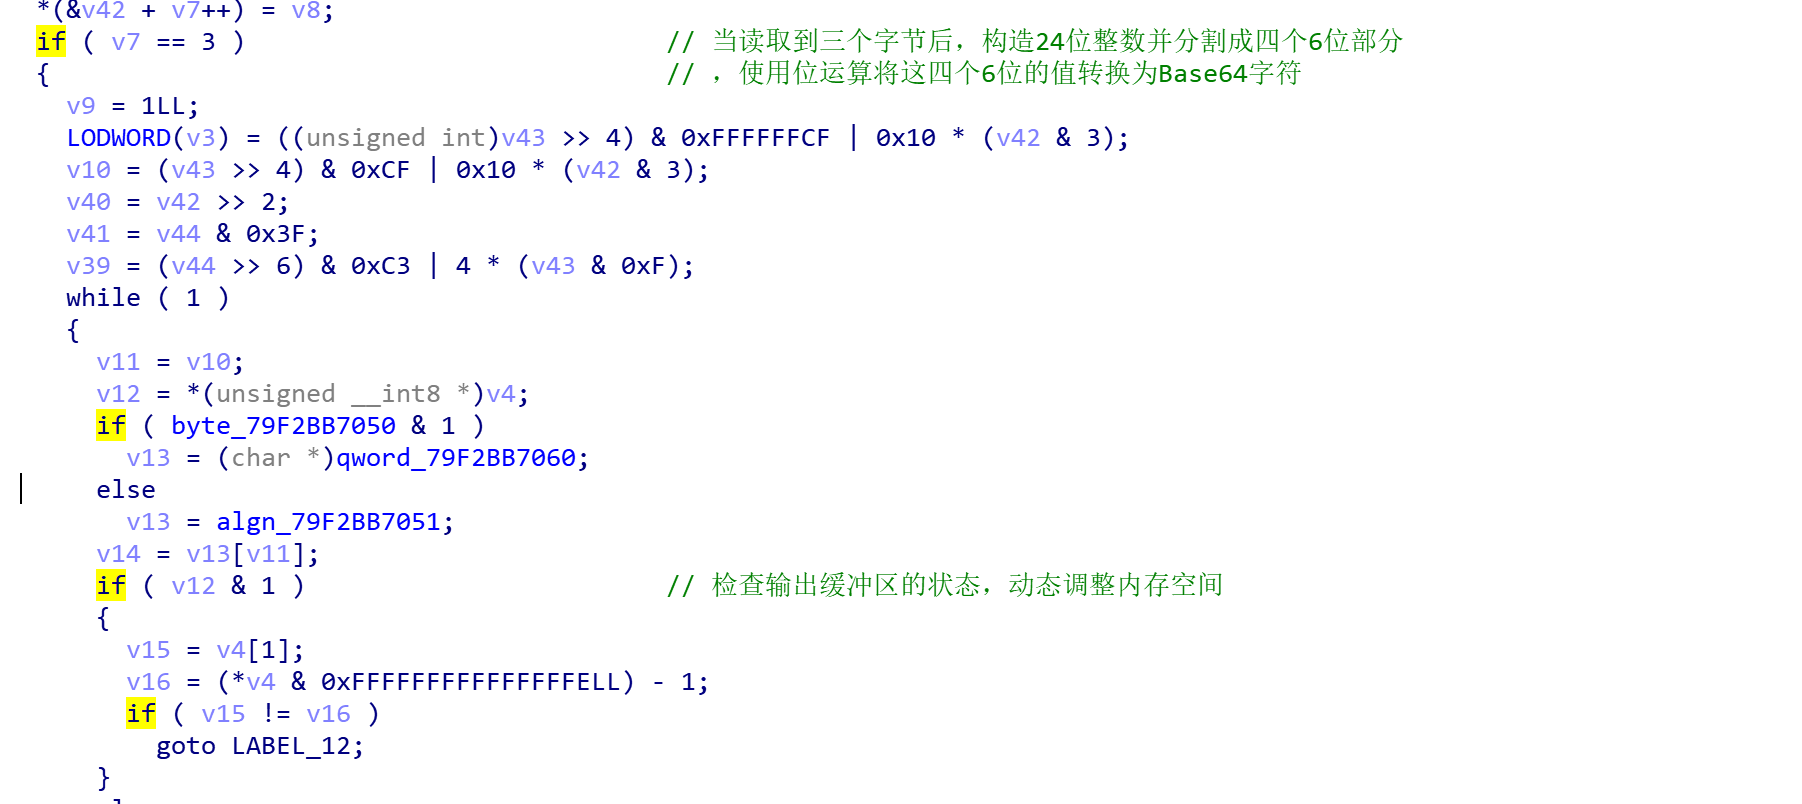 *(&v42 + v7++) = v8;
if ( v7 == 3 ) // 当读取到三个字节后，构造24位整数并分割成四个6位部分
{ // ，使用位运算将这四个6位的值转换为Base64字符
v9 = 1LL;
LODWORD(v3) = ((unsigned int)v43 >> 4) & 0xFFFFFFCF | 0x10 * (v42 & 3);
v10 = (v43 >> 4) & 0xCF | 0x10 * (v42 & 3);
v40 = v42 >> 2;
v41 = v44 & 0x3F;
v39 = (v44 >> 6) & 0xC3 | 4 * (v43 & 0xF);
while ( 1 )
{
v11 = v10;
v12 = *(unsigned __int8 *)v4;
if ( byte_79F2BB7050 & 1 )
v13 = (char *)qword_79F2BB7060;
else
v13 = algn_79F2BB7051;
v14 = v13[v11];
if ( v12 & 1 ) // 检查输出缓冲区的状态，动态调整内存空间
{
v15 = v4[1];
v16 = (*v4 & 0xFFFFFFFFFFFFFFFELL) - 1;
if ( v15 != v16 )
goto LABEL_12;
}